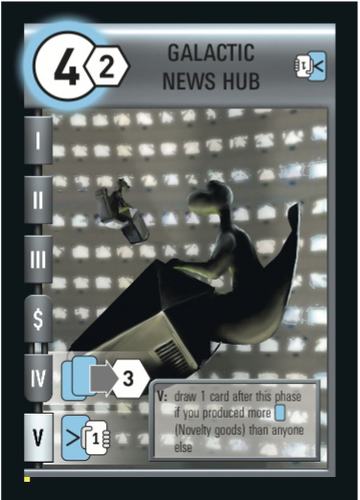 4 2
GALACTIC
NEWS HUB
1 >
I
II
III
$
IV
3
V
> 1
V: draw 1 card after this phase
if you produced more
(Novelty goods) than anyone
else